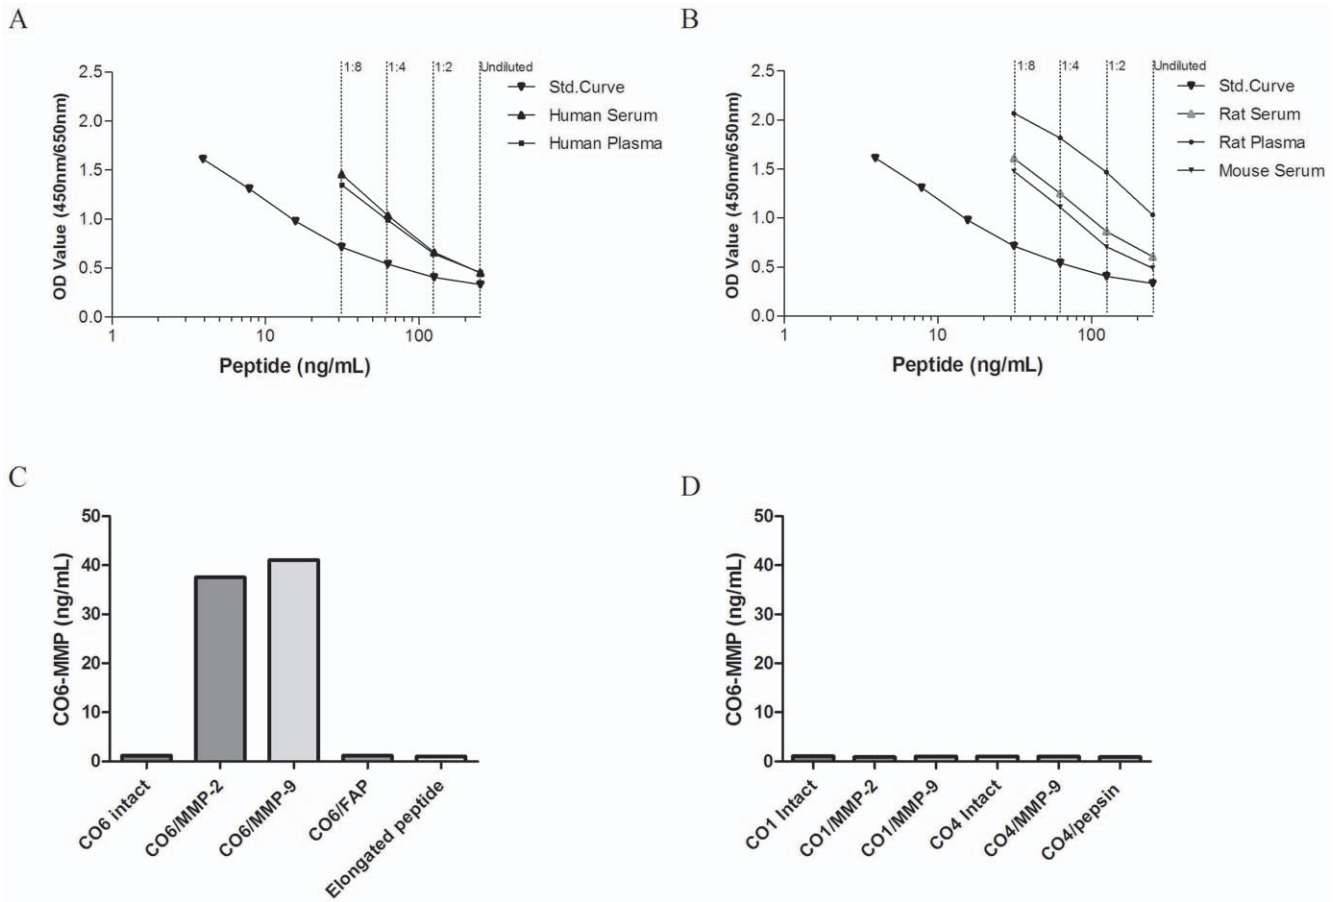 A
1:8 1:4 1:2 Undiluted
2.5
2.0
1.5
1.0
0.5
0.0
OD Value (450nm/650nm)
1 10 100
Peptide (ng/mL)
Std.Curve
Human Serum
Human Plasma
B
1:8 1:4 1:2 Undiluted
2.5
2.0
1.5
1.0
0.5
0.0
OD Value (450nm/650nm)
1 10 100
Peptide (ng/mL)
Std.Curve
Rat Serum
Rat Plasma
Mouse Serum
C
50
40
30
20
10
0
CO6-MMP (ng/mL)
CO6 intact
CO6/MMP-2
CO6/MMP-9
CO6/FAP
Elongated peptide
D
50
40
30
20
10
0
CO6-MMP (ng/mL)
CO1 Intact
CO1/MMP-2
CO1/MMP-9
CO4 Intact
CO4/MMP-9
CO4/pepsin